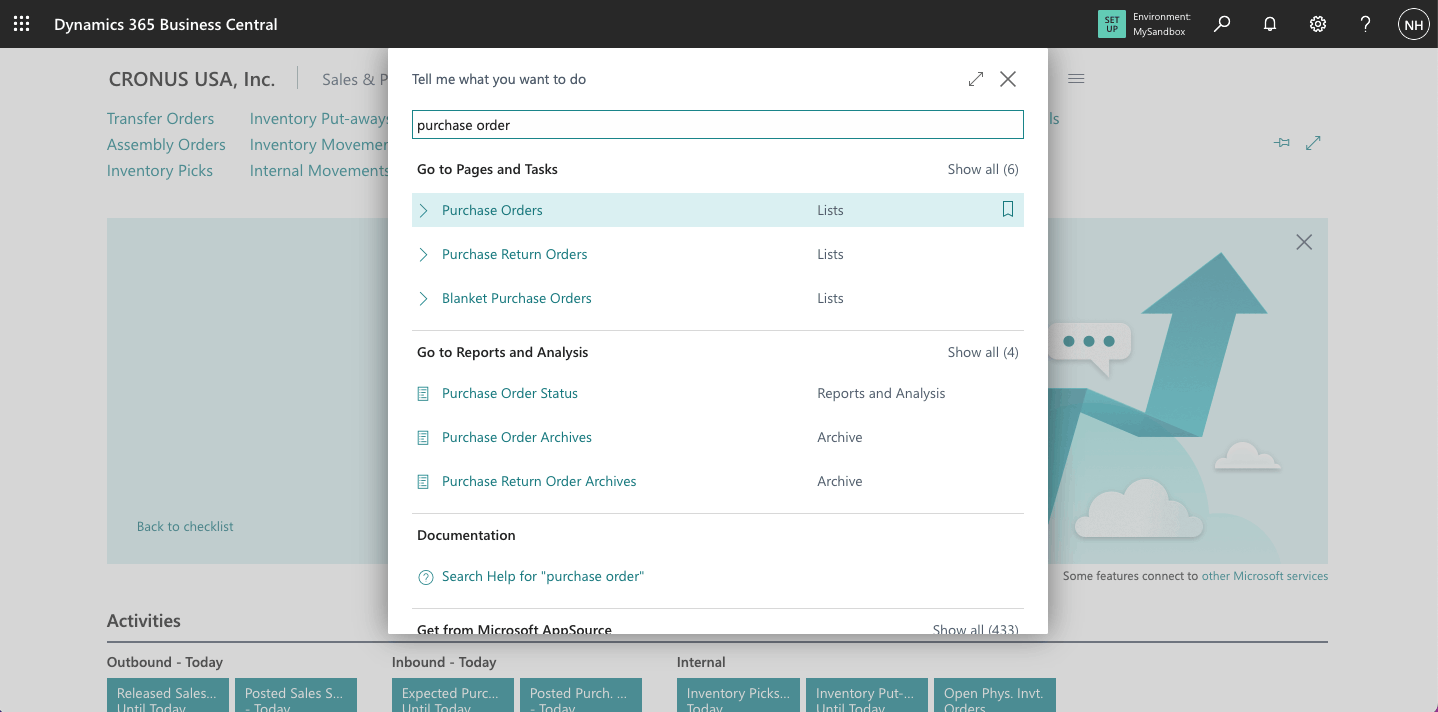 Dynamics 365 Business Central
SET UP
Environment:
MySandbox
?
NH
CRONUS USA, Inc.
Sales & P
Transfer Orders
Inventory Put-aways
Assembly Orders
Inventory Movemen
Inventory Picks
Internal Movements
ls
Tell me what you want to do
purchase order
Go to Pages and Tasks
Show all (6)
Purchase Orders
Lists
Purchase Return Orders
Lists
Blanket Purchase Orders
Lists
Go to Reports and Analysis
Show all (4)
Purchase Order Status
Reports and Analysis
Purchase Order Archives
Archive
Purchase Return Order Archives
Archive
Documentation
Search Help for "purchase order"
Get from Microsoft AppSource
Show all (433)
Back to checklist
Some features connect to other Microsoft services
Activities
Outbound - Today
Inbound - Today
Internal
Released Sales...
Until Today
Posted Sales S...
- Today
Expected Purc...
Until Today
Posted Purch. ...
- Today
Inventory Picks...
Today
Inventory Put-...
Until Today
Open Phys. Invt.
Orders